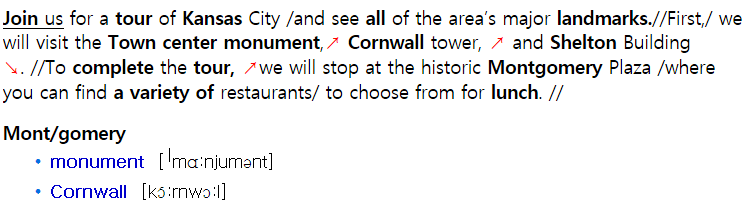 Join us for a tour of Kansas City /and see all of the area's major landmarks.//First,/ we
will visit the Town center monument,↗ Cornwall tower, ↗ and Shelton Building
↘. //To complete the tour, ↗we will stop at the historic Montgomery Plaza /where
you can find a variety of restaurants/ to choose from for lunch. //
Mont/gomery
• monument [ˈmɑːnjumənt]
• Cornwall [kɔ́ːrnwɔːl]